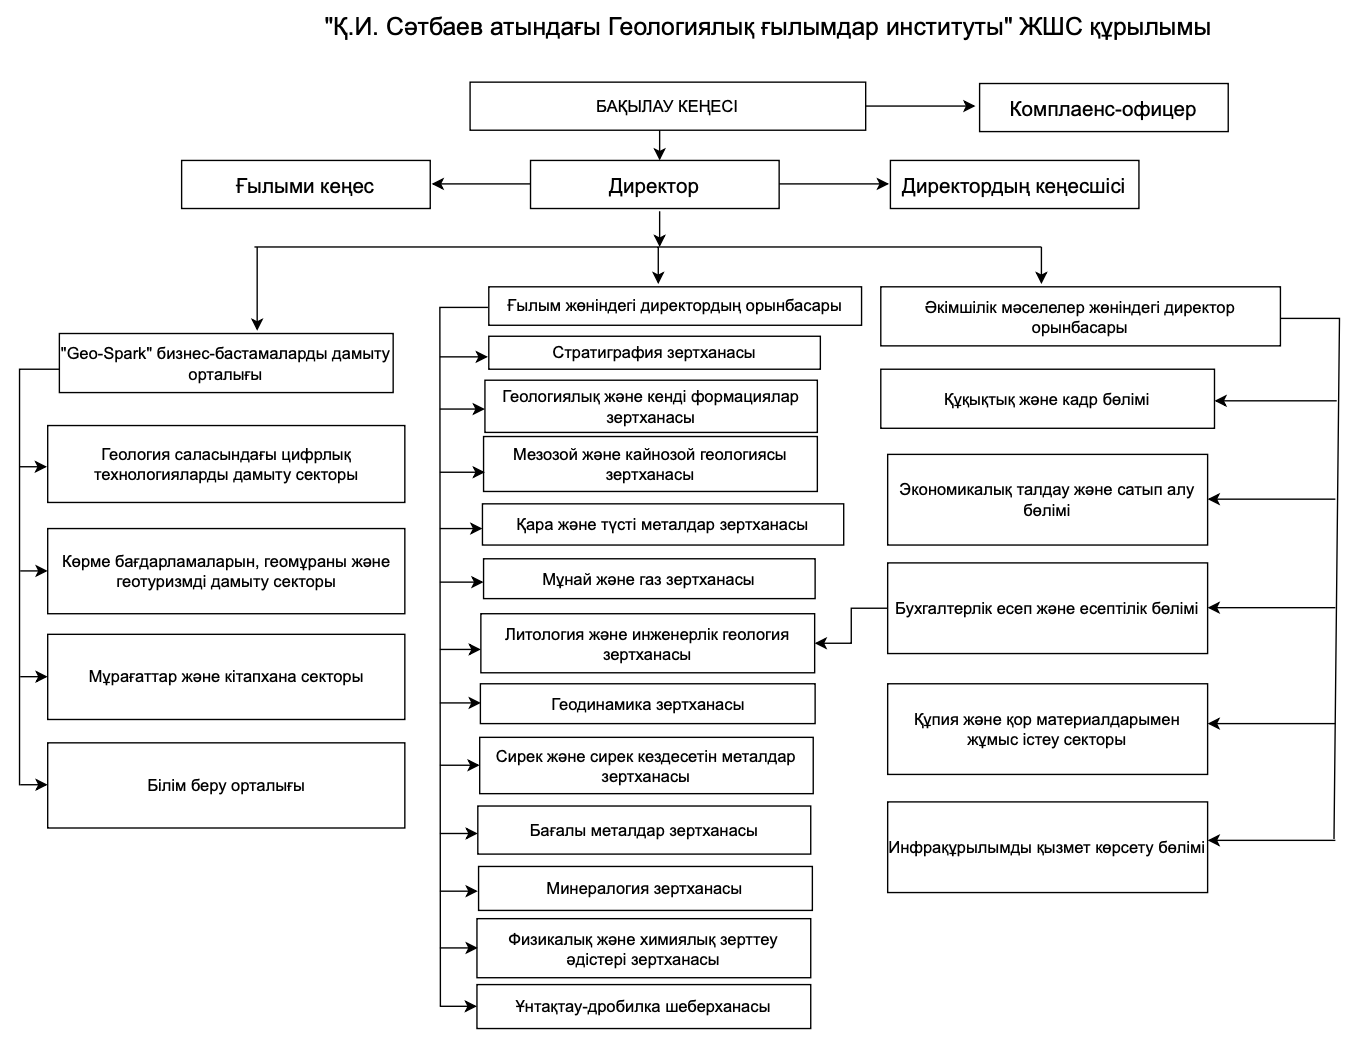 "Қ.И. Сәтбаев атындағы Геологиялық ғылымдар институты" ЖШС құрылымы
БАҚЫЛАУ КЕҢЕСІ
Комплаенс-офицер
Ғылыми кеңес
Директор
Директордың кеңесшісі
"Geo-Spark" бизнес-бастамаларды дамыту
орталығы
Геология саласындағы цифрлық
технологияларды дамыту секторы
Көрме бағдарламаларын, геомұраны және
геотуризмді дамыту секторы
Мұрағаттар және кітапхана секторы
Білім беру орталығы
Ғылым жөніндегі директордың орынбасары
Стратиграфия зертханасы
Геологиялық және кенді формациялар
зертханасы
Мезозой және кайнозой геологиясы
зертханасы
Қара және түсті металдар зертханасы
Мұнай және газ зертханасы
Литология және инженерлік геология
зертханасы
Геодинамика зертханасы
Сирек және сирек кездесетін металдар
зертханасы
Бағалы металдар зертханасы
Минералогия зертханасы
Физикалық және химиялық зерттеу
әдістері зертханасы
Ұнтақтау-дробилка шеберханасы
Әкімшілік мәселелер жөніндегі директор
орынбасары
Құқықтық және кадр бөлімі
Экономикалық талдау және сатып алу
бөлімі
Бухгалтерлік есеп және есептілік бөлімі
Құпия және қор материалдарымен
жұмыс істеу секторы
Инфрақұрылымды қызмет көрсету бөлімі